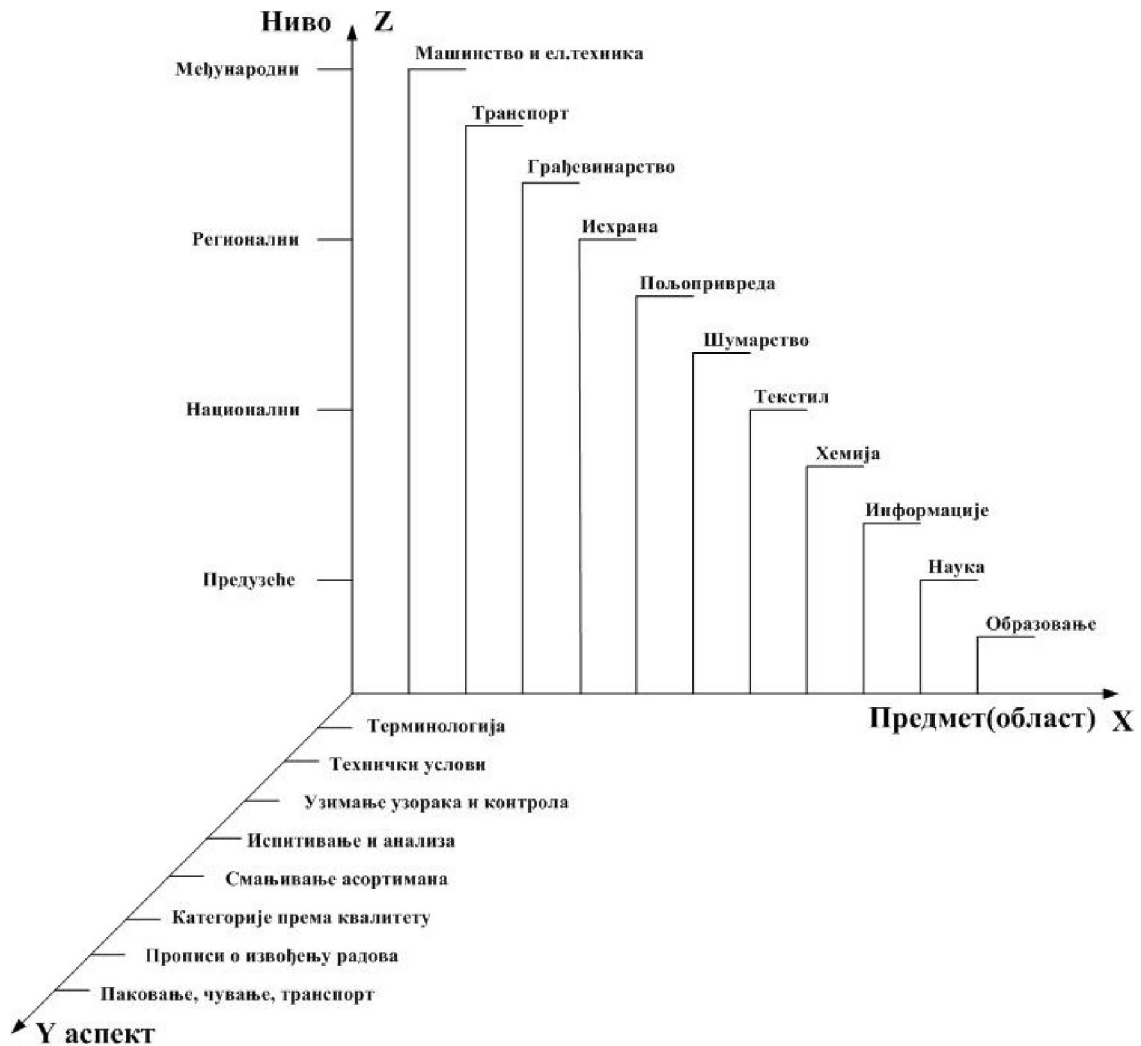 Ниво Z
Машинство и ел.техника
Међународни
Транспорт
Грађевинарство
Исхрана
Регионални
Пољопривреда
Шумарство
Текстил
Национални
Хемија
Информације
Наука
Предузеће
Образовање
Предмет(област) X
Терминологија
Технички услови
Узимање узорака и контрола
Испитивање и анализа
Смањивање асортимана
Категорије према квалитету
Прописи о извођењу радова
Паковање, чување, транспорт
Y аспект